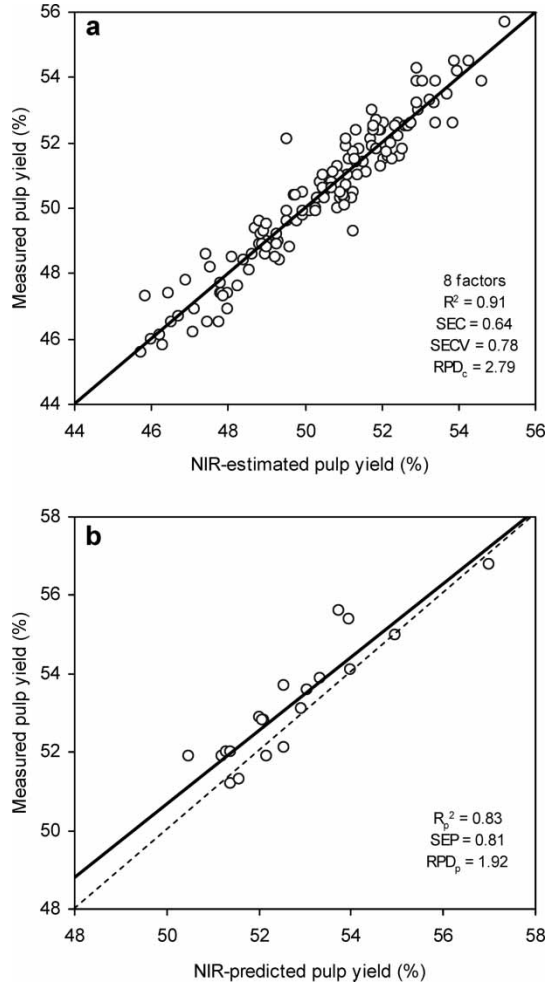 a
56
54
52
50
48
46
44
Measured pulp yield (%)
8 factors
R² = 0.91
SEC = 0.64
SECV = 0.78
RPDc = 2.79
44 46 48 50 52 54 56
NIR-estimated pulp yield (%)
b
58
56
54
52
50
48
Measured pulp yield (%)
Rp² = 0.83
SEP = 0.81
RPDp = 1.92
48 50 52 54 56 58
NIR-predicted pulp yield (%)